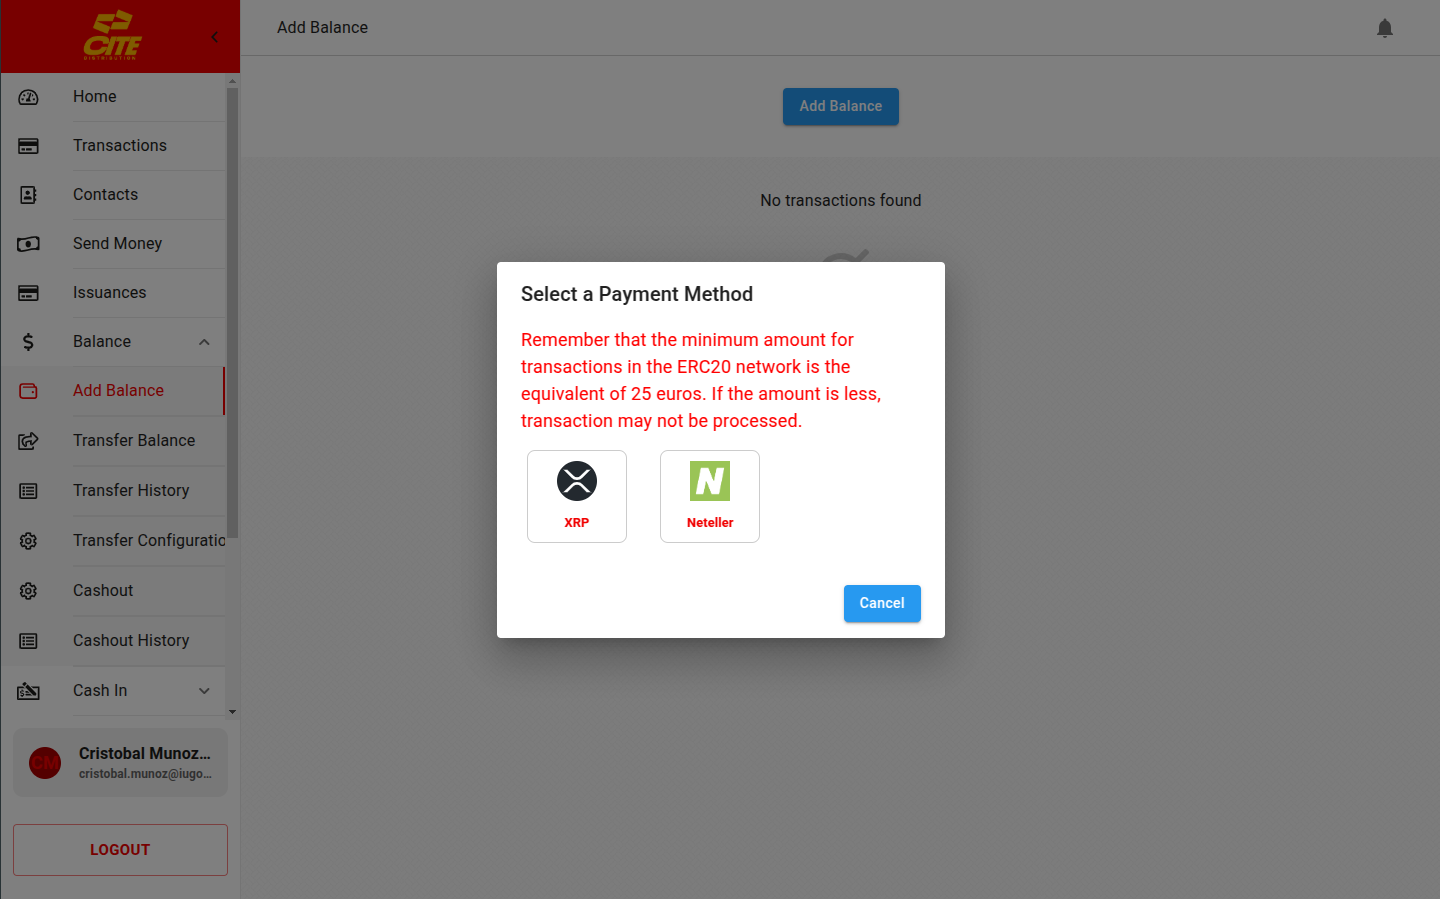 CITE
DISTRIBUTION
Add Balance
Home
Transactions
Contacts
Send Money
Issuances
Balance
Add Balance
Transfer Balance
Transfer History
Transfer Configuratio
Cashout
Cashout History
Cash In
CM
Cristobal Munoz...
cristobal.munoz@iugo...
LOGOUT
Add Balance
No transactions found
Select a Payment Method
Remember that the minimum amount for
transactions in the ERC20 network is the
equivalent of 25 euros. If the amount is less,
transaction may not be processed.
XRP
N
Neteller
Cancel